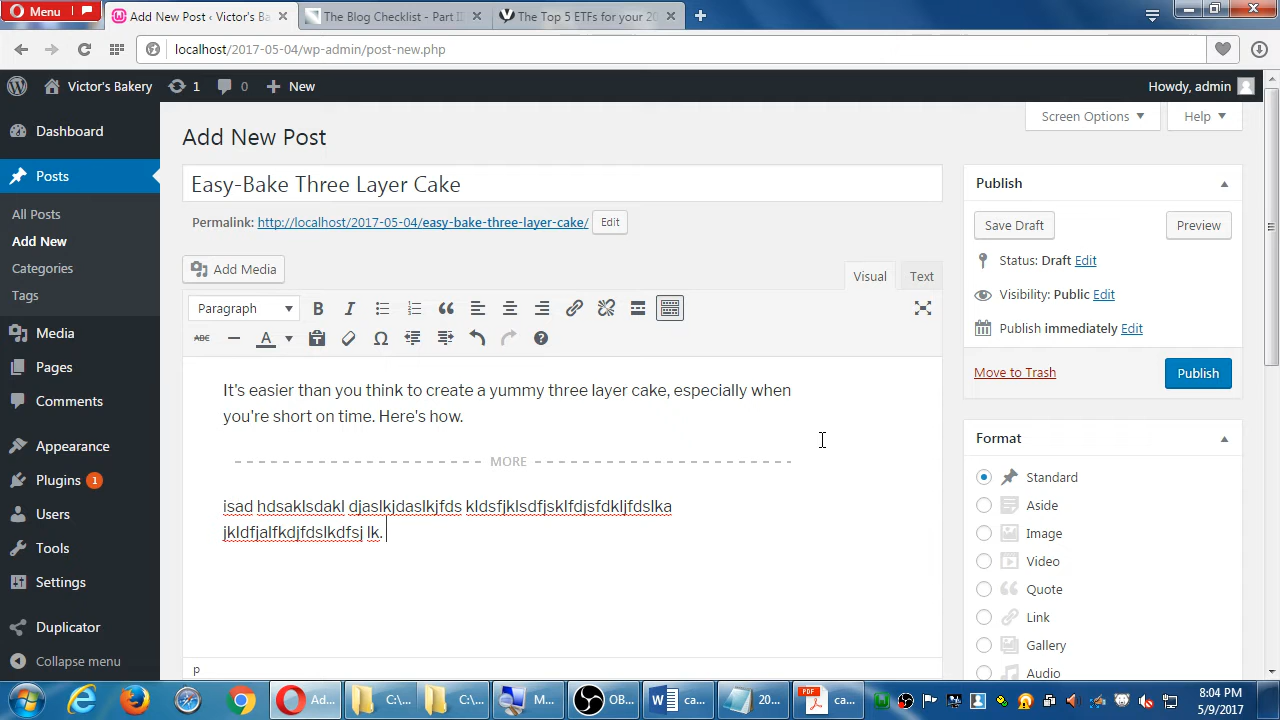 Menu
Add New Post ‹ Victor's Ba
The Blog Checklist - Part I
The Top 5 ETFs for your 20
localhost/2017-05-04/wp-admin/post-new.php
Victor's Bakery
1
0
New
Howdy, admin
Screen Options
Help
Dashboard
Posts
All Posts
Add New
Categories
Tags
Media
Pages
Comments
Appearance
Plugins 1
Users
Tools
Settings
Duplicator
Collapse menu
Add New Post
Easy-Bake Three Layer Cake
Permalink: http://localhost/2017-05-04/easy-bake-three-layer-cake/ Edit
Add Media
Visual
Text
Paragraph
B
I
ABC
A
It's easier than you think to create a yummy three layer cake, especially when
you're short on time. Here's how.
MORE
isad hdsaklsdakl djaslkjdaslkjfds kldsfjklsdfjsklfdjsfdkljfdslka
jkldfjalfkdjfdslkdfsj lk.
p
Publish
Save Draft
Preview
Status: Draft Edit
Visibility: Public Edit
Publish immediately Edit
Move to Trash
Publish
Format
Standard
Aside
Image
Video
Quote
Link
Gallery
Audio
Ad...
C:\...
C:\...
M...
OB...
ca...
20...
PDF
ca...
8:04 PM
5/9/2017